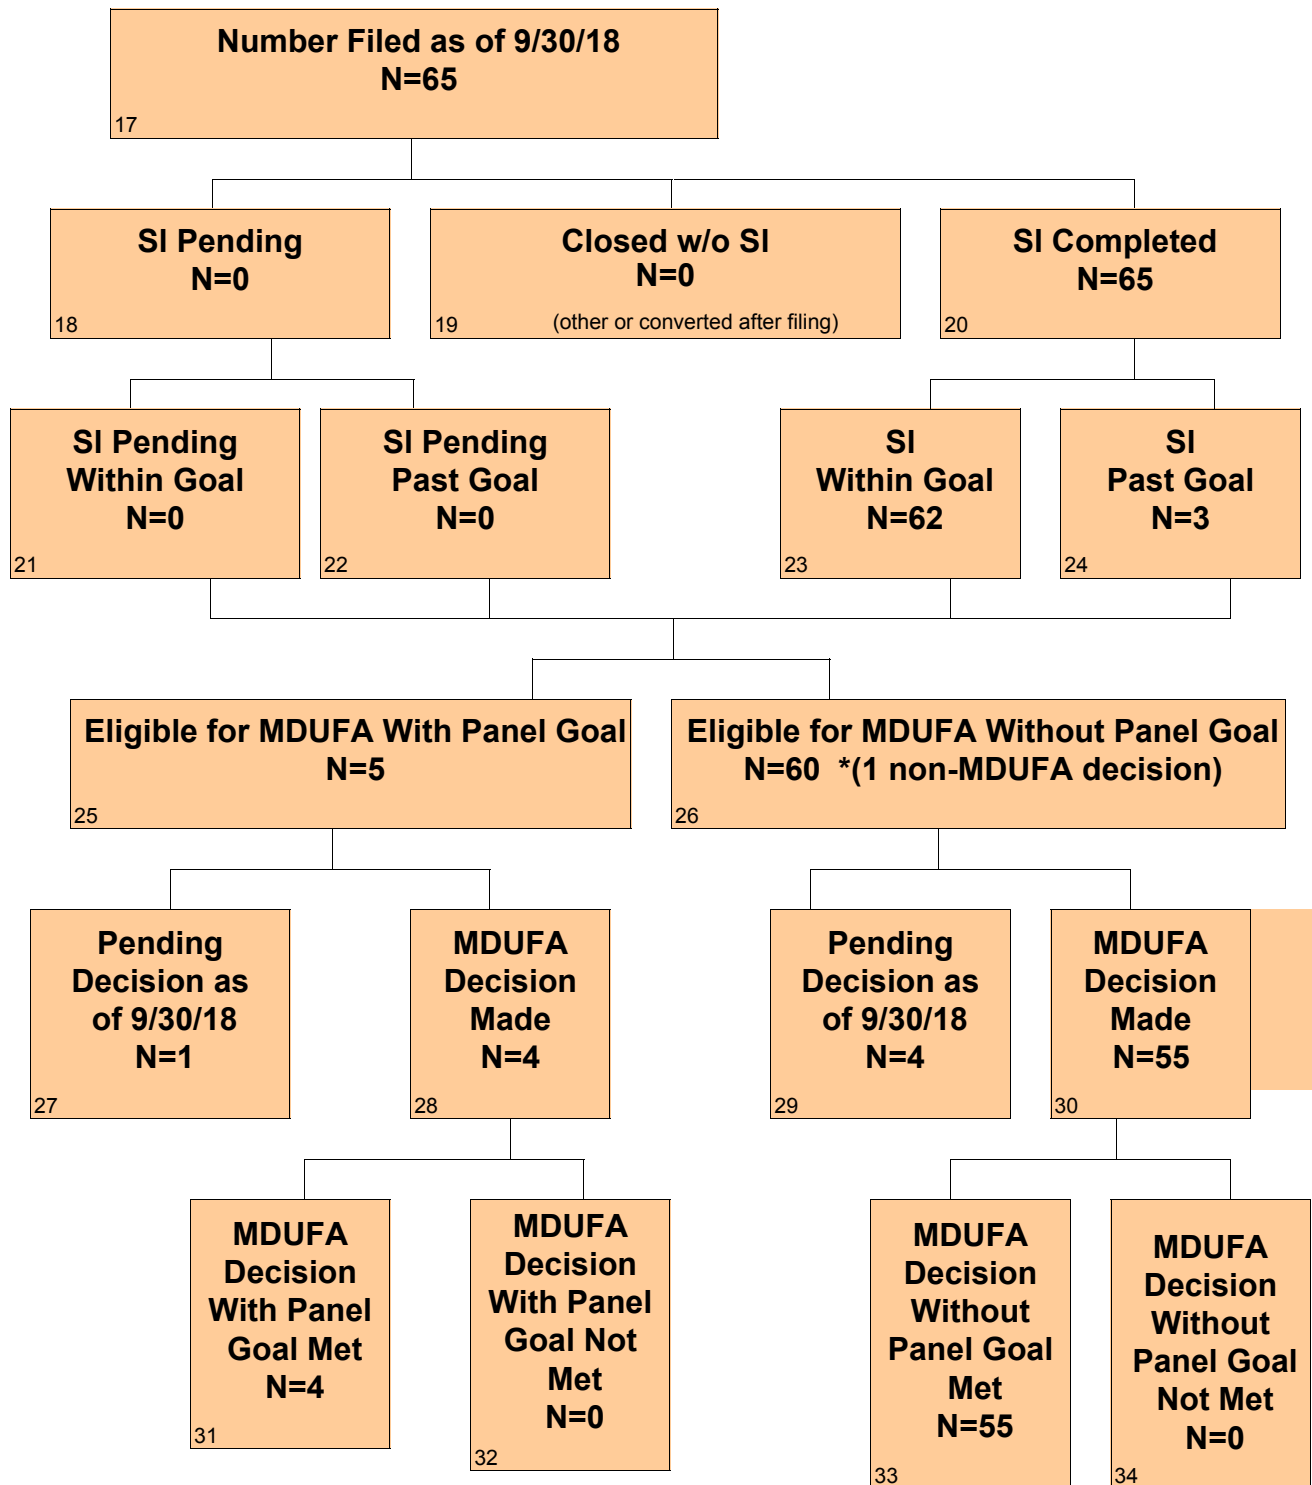 Number Filed as of 9/30/18
N=65
17
SI Pending
N=0
18
Closed w/o SI
N=0
(other or converted after filing)
19
SI Completed
N=65
20
SI Pending
Within Goal
N=0
21
SI Pending
Past Goal
N=0
22
SI
Within Goal
N=62
23
SI
Past Goal
N=3
24
Eligible for MDUFA With Panel Goal
N=5
25
Eligible for MDUFA Without Panel Goal
N=60 *(1 non-MDUFA decision)
26
Pending
Decision as
of 9/30/18
N=1
27
MDUFA
Decision
Made
N=4
28
Pending
Decision as
of 9/30/18
N=4
29
MDUFA
Decision
Made
N=55
30
MDUFA
Decision
With Panel
Goal Met
N=4
31
MDUFA
Decision
With Panel
Goal Not
Met
N=0
32
MDUFA
Decision
Without
Panel Goal
Met
N=55
33
MDUFA
Decision
Without
Panel Goal
Not Met
N=0
34